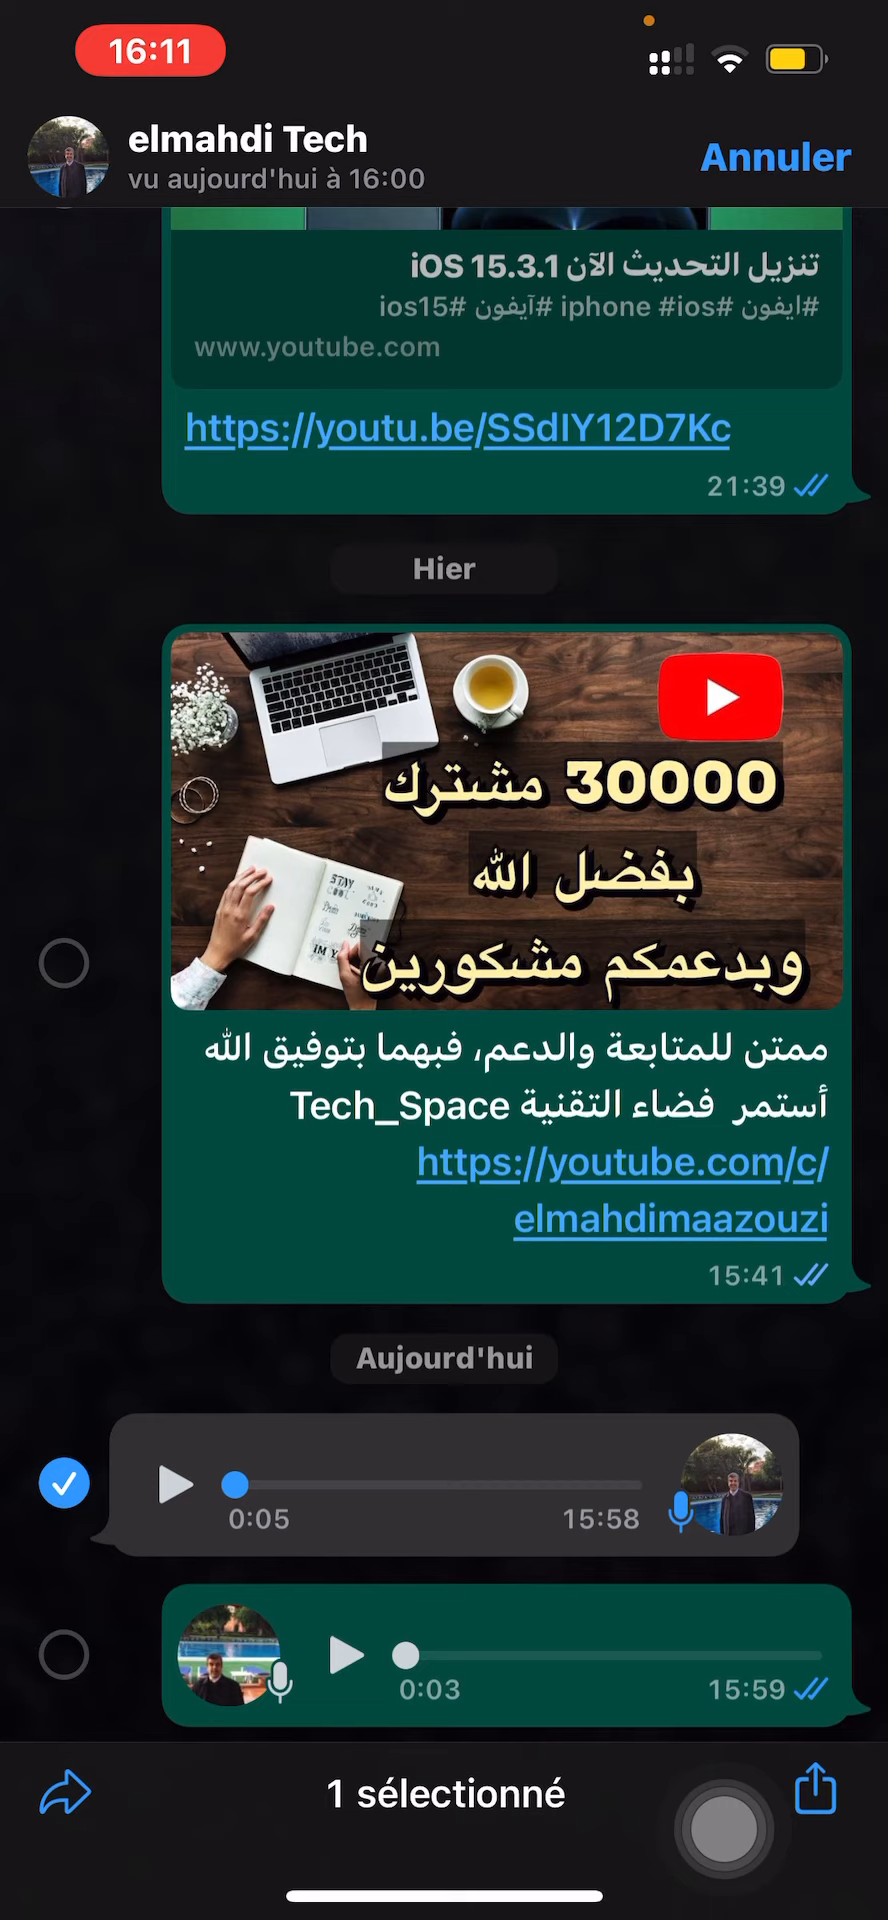 16:11
elmahdi Tech
vu aujourd'hui à 16:00
Annuler
تنزيل التحديث الآن iOS 15.3.1
#ايفون #iphone #ios #آيفون #ios15
www.youtube.com
https://youtu.be/SSdIY12D7Kc
21:39
Hier
30000 مشترك
بفضل الله
وبدعمكم مشكورين
STAY
COOL
ممتن للمتابعة والدعم، فبهما بتوفيق الله
أستمر فضاء التقنية Tech_Space
https://youtube.com/c/
elmahdimaazouzi
15:41
Aujourd'hui
0:05
15:58
0:03
15:59
1 sélectionné